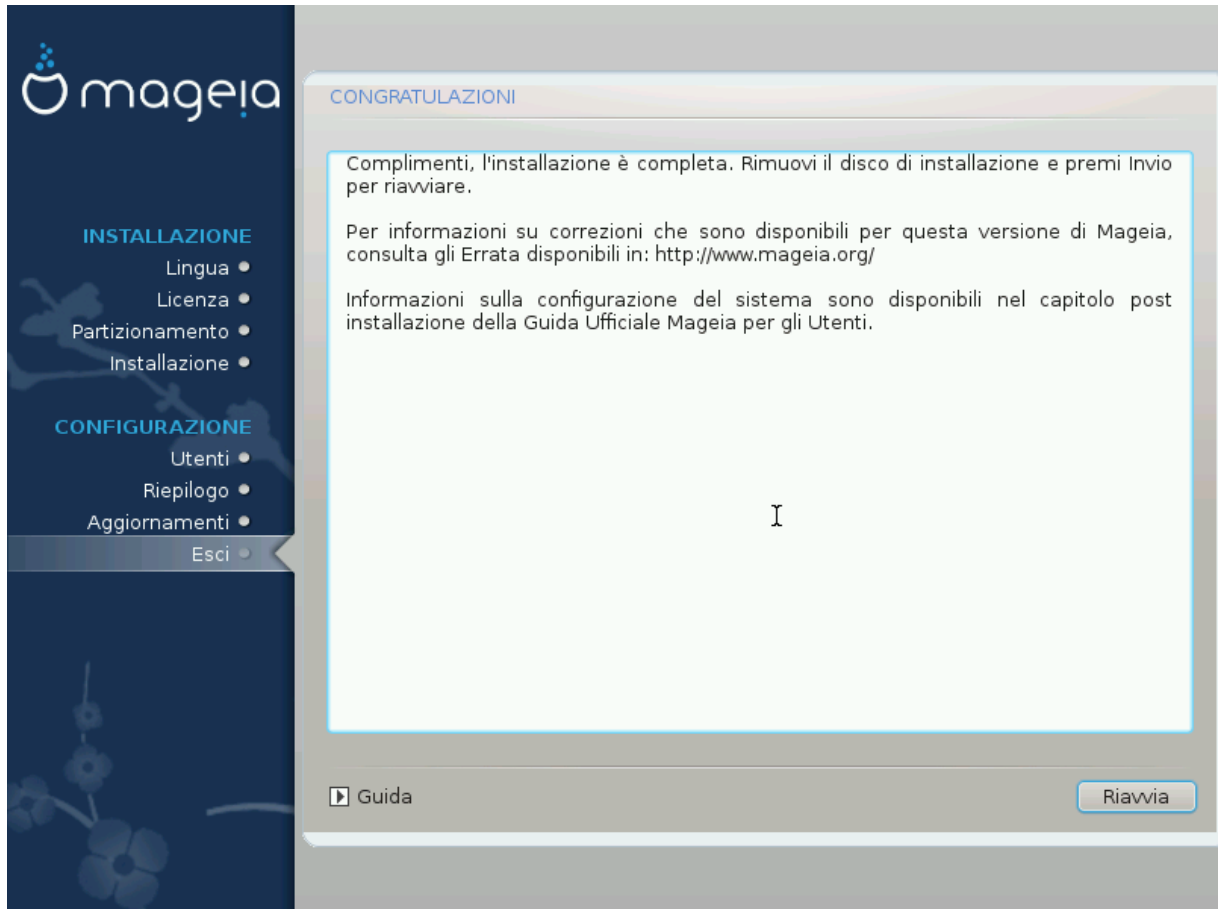 mageia
INSTALLAZIONE
Lingua
Licenza
Partizionamento
Installazione
CONFIGURAZIONE
Utenti
Riepilogo
Aggiornamenti
Esci
CONGRATULAZIONI
Complimenti, l'installazione è completa. Rimuovi il disco di installazione e premi Invio
per riavviare.
Per informazioni su correzioni che sono disponibili per questa versione di Mageia,
consulta gli Errata disponibili in: http://www.mageia.org/
Informazioni sulla configurazione del sistema sono disponibili nel capitolo post
installazione della Guida Ufficiale Mageia per gli Utenti.
Guida
Riavvia